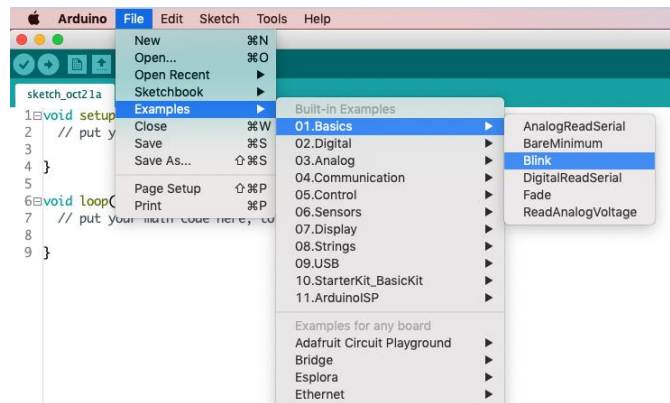 Arduino File Edit Sketch Tools Help
New ⌘N
Open... ⌘O
Open Recent
Sketchbook
Examples
Close ⌘W
Save ⌘S
Save As... ⇧⌘S
Page Setup ⇧⌘P
Print ⌘P
Built-in Examples
01.Basics
02.Digital
03.Analog
04.Communication
05.Control
06.Sensors
07.Display
08.Strings
09.USB
10.StarterKit_BasicKit
11.ArduinoISP
Examples for any board
Adafruit Circuit Playground
Bridge
Esplora
Ethernet
AnalogReadSerial
BareMinimum
Blink
DigitalReadSerial
Fade
ReadAnalogVoltage
sketch_oct21a
1 void setup
2 // put y
3
4 }
5
6 void loop(
7 // put your main code here, to
8
9 }